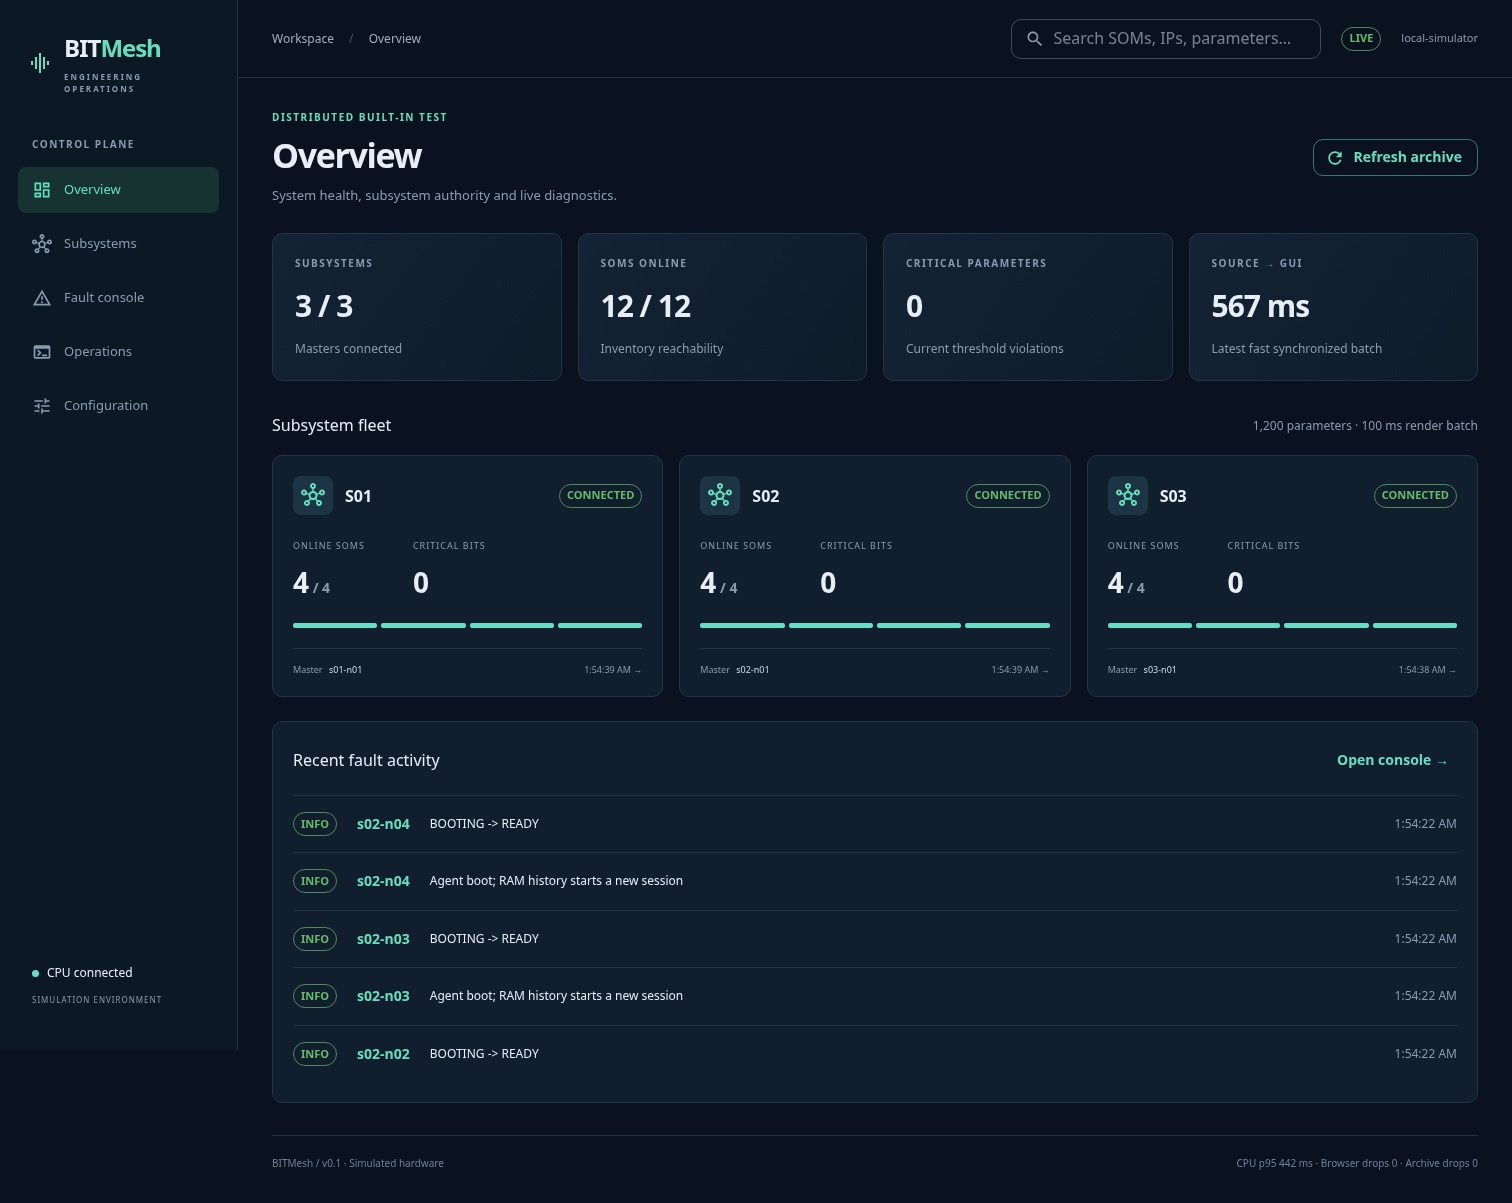 BITMesh
ENGINEERING
OPERATIONS
CONTROL PLANE
Overview
Subsystems
Fault console
Operations
Configuration
CPU connected
SIMULATION ENVIRONMENT
Workspace / Overview
Search SOMs, IPs, parameters...
LIVE
local-simulator
DISTRIBUTED BUILT-IN TEST
Overview
System health, subsystem authority and live diagnostics.
Refresh archive
SUBSYSTEMS
3 / 3
Masters connected
SOMS ONLINE
12 / 12
Inventory reachability
CRITICAL PARAMETERS
0
Current threshold violations
SOURCE → GUI
567 ms
Latest fast synchronized batch
Subsystem fleet
1,200 parameters · 100 ms render batch
S01
CONNECTED
ONLINE SOMS
CRITICAL BITS
4 / 4
0
Master s01-n01
1:54:39 AM →
S02
CONNECTED
ONLINE SOMS
CRITICAL BITS
4 / 4
0
Master s02-n01
1:54:39 AM →
S03
CONNECTED
ONLINE SOMS
CRITICAL BITS
4 / 4
0
Master s03-n01
1:54:38 AM →
Recent fault activity
Open console →
INFO s02-n04 BOOTING -> READY 1:54:22 AM
INFO s02-n04 Agent boot; RAM history starts a new session 1:54:22 AM
INFO s02-n03 BOOTING -> READY 1:54:22 AM
INFO s02-n03 Agent boot; RAM history starts a new session 1:54:22 AM
INFO s02-n02 BOOTING -> READY 1:54:22 AM
BITMesh / v0.1 · Simulated hardware
CPU p95 442 ms · Browser drops 0 · Archive drops 0